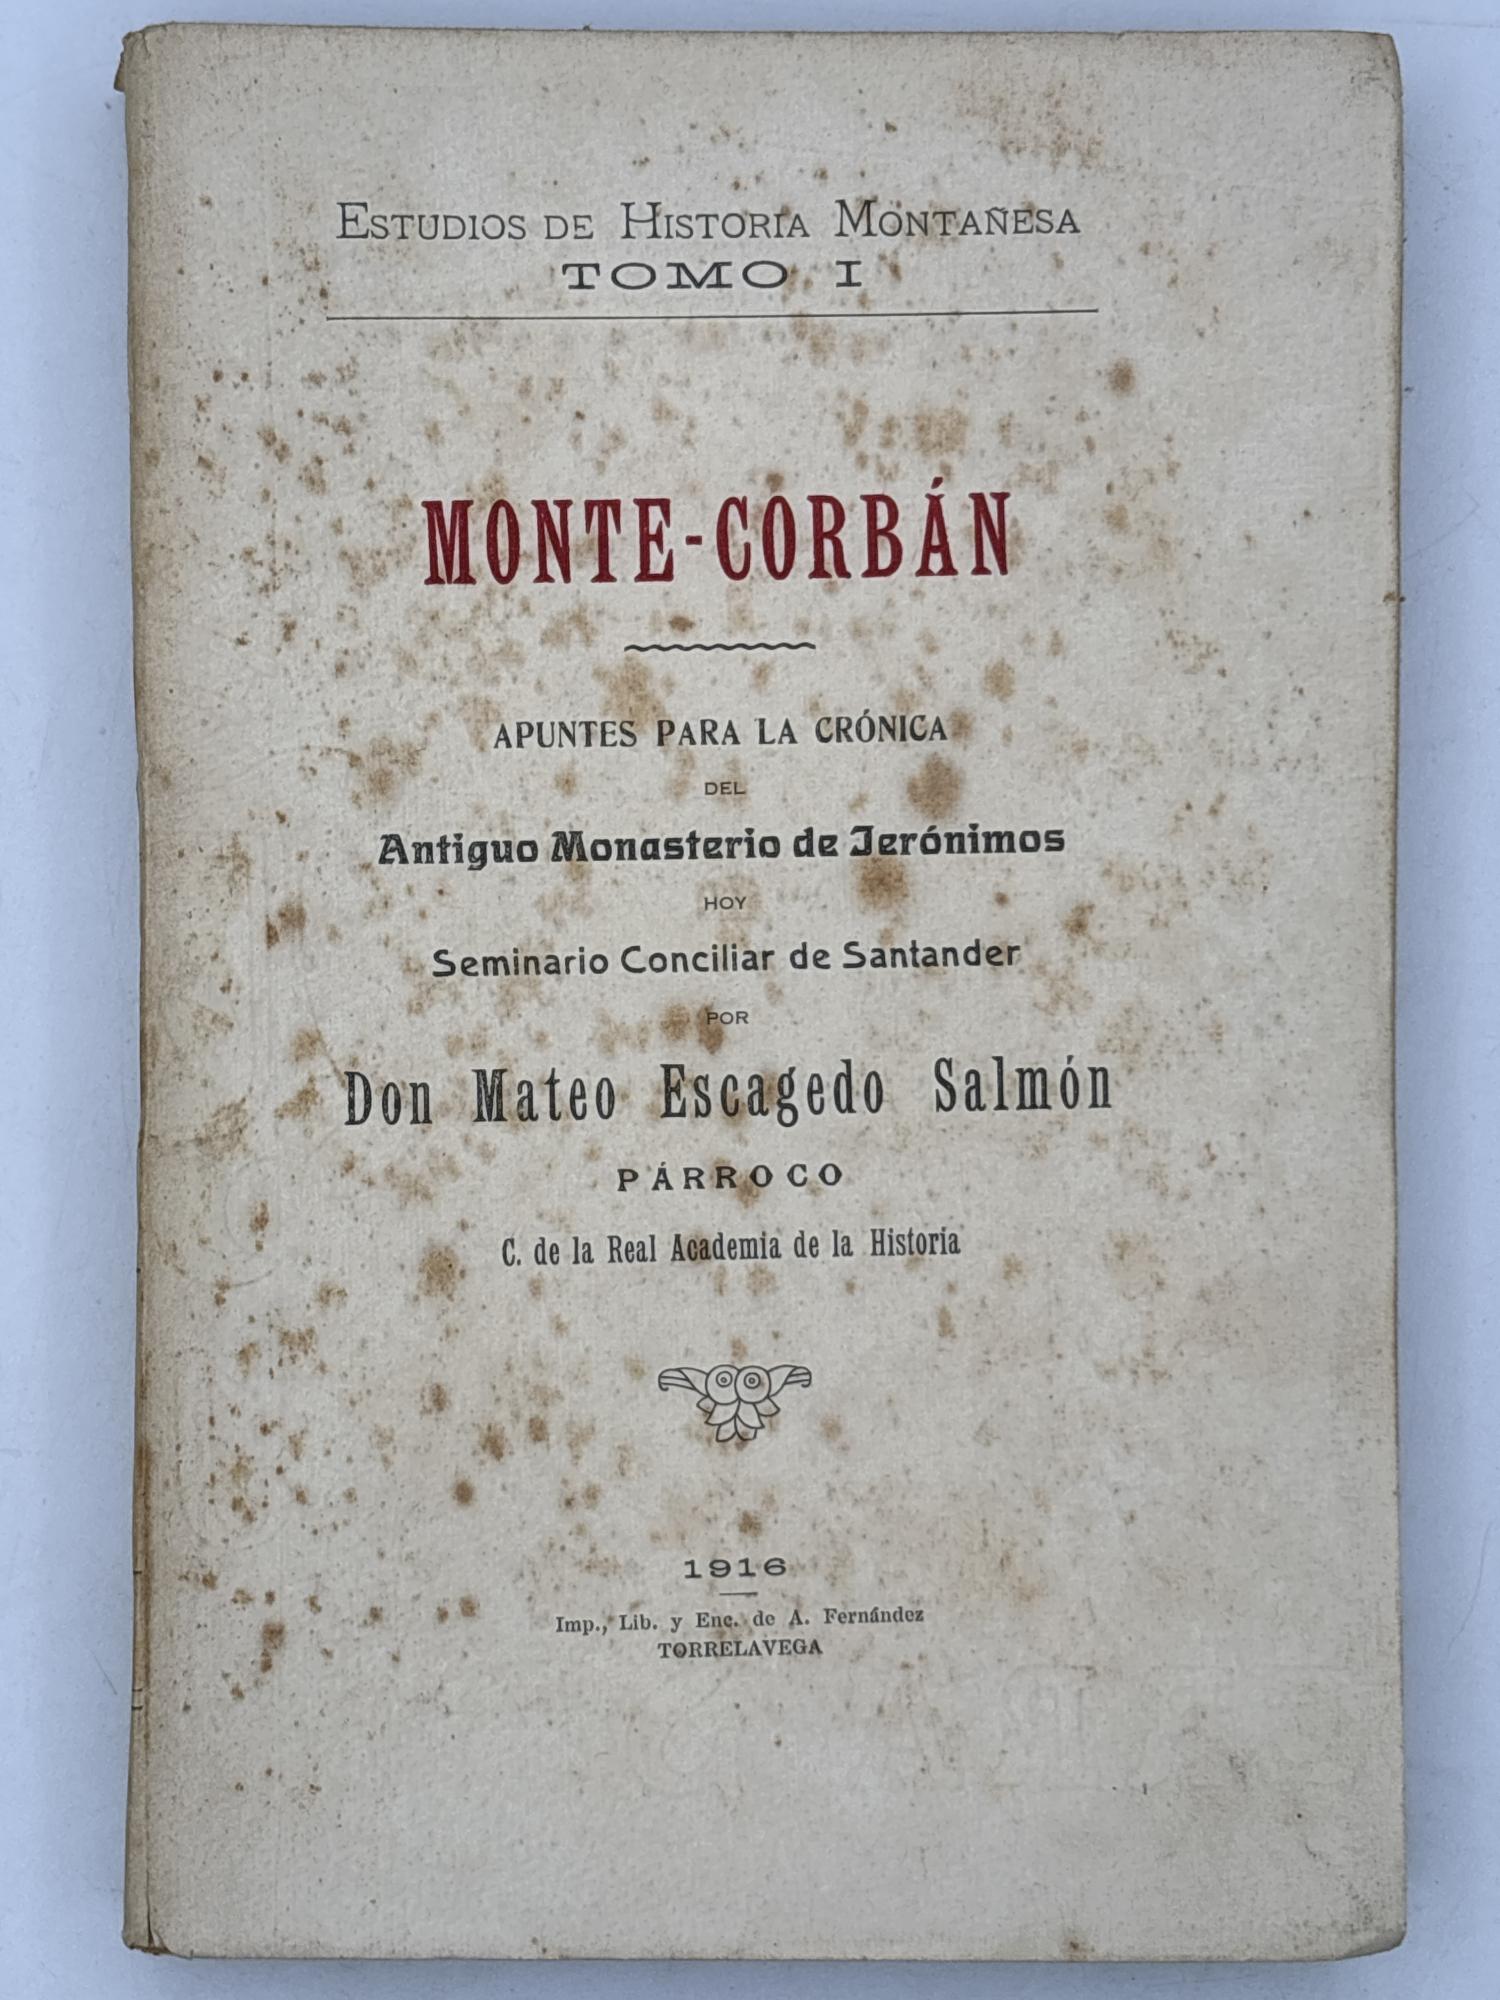 ESTUDIOS DE HISTORIA MONTAÑESA
TOMO I
MONTE-CORBÁN
APUNTES PARA LA CRÓNICA
DEL
Antiguo Monasterio de Jerónimos
HOY
Seminario Conciliar de Santander
POR
Don Mateo Escagedo Salmón
PÁRROCO
C. de la Real Academia de la Historia
1916
Imp., Lib. y Enc. de A. Fernández
TORRELAVEGA